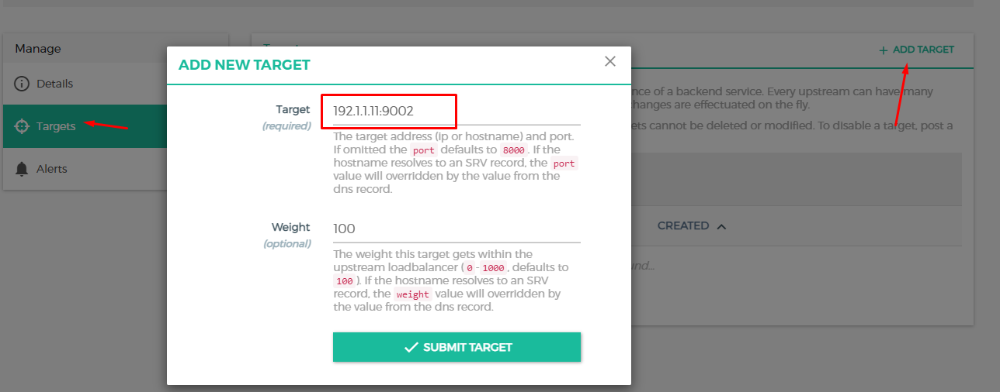 Manage
Details
Targets
Alerts
+ ADD TARGET
nce of a backend service. Every upstream can have many
hanges are effectuated on the fly.
ets cannot be deleted or modified. To disable a target, post a
CREATED
und...
ADD NEW TARGET
Target
(required)
192.1.1.11:9002
The target address (ip or hostname) and port.
If omitted the port defaults to 8000. If the
hostname resolves to an SRV record, the port
value will overridden by the value from the
dns record.
Weight
(optional)
100
The weight this target gets within the
upstream loadbalancer (0-1000, defaults to
100). If the hostname resolves to an SRV
record, the weight value will overridden by
the value from the dns record.
SUBMIT TARGET